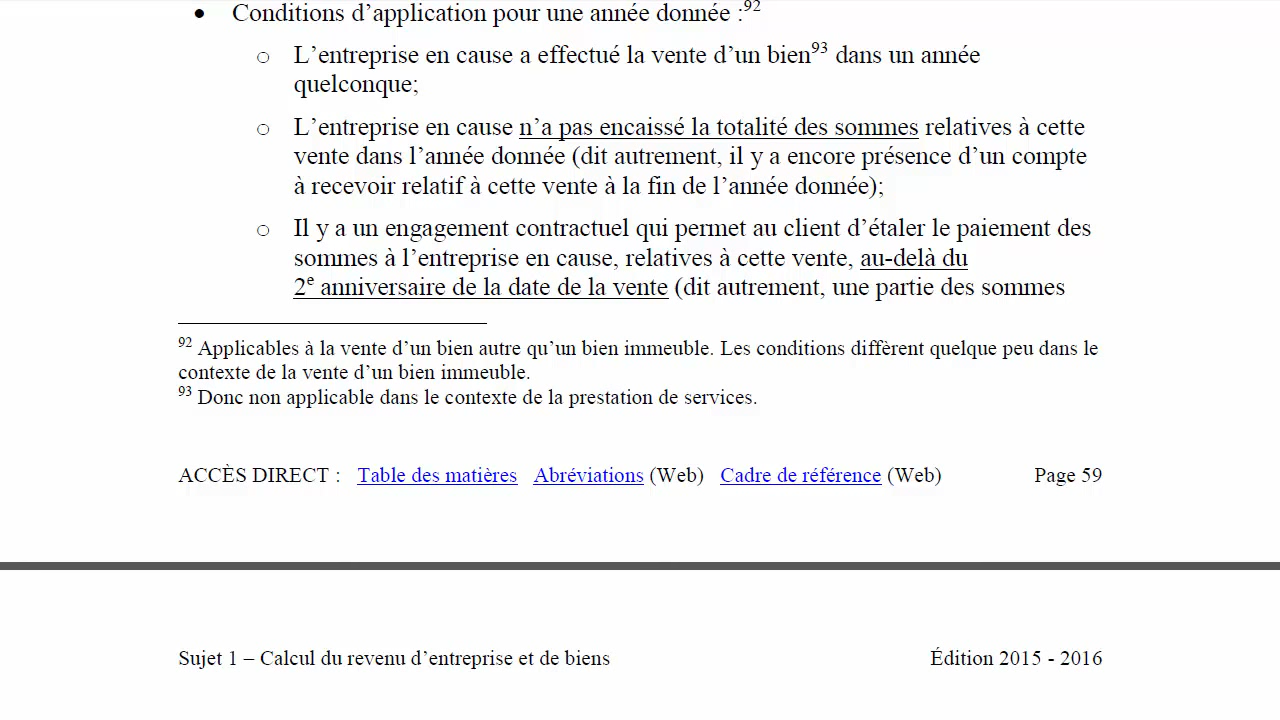 • Conditions d’application pour une année donnée :92
o L’entreprise en cause a effectué la vente d’un bien93 dans un année
quelconque;
o L’entreprise en cause n’a pas encaissé la totalité des sommes relatives à cette
vente dans l’année donnée (dit autrement, il y a encore présence d’un compte
à recevoir relatif à cette vente à la fin de l’année donnée);
o Il y a un engagement contractuel qui permet au client d’étaler le paiement des
sommes à l’entreprise en cause, relatives à cette vente, au-delà du
2e anniversaire de la date de la vente (dit autrement, une partie des sommes
92 Applicables à la vente d’un bien autre qu’un bien immeuble. Les conditions diffèrent quelque peu dans le
contexte de la vente d’un bien immeuble.
93 Donc non applicable dans le contexte de la prestation de services.
ACCÈS DIRECT : Table des matières Abréviations (Web) Cadre de référence (Web) Page 59
Sujet 1 – Calcul du revenu d’entreprise et de biens Édition 2015 - 2016